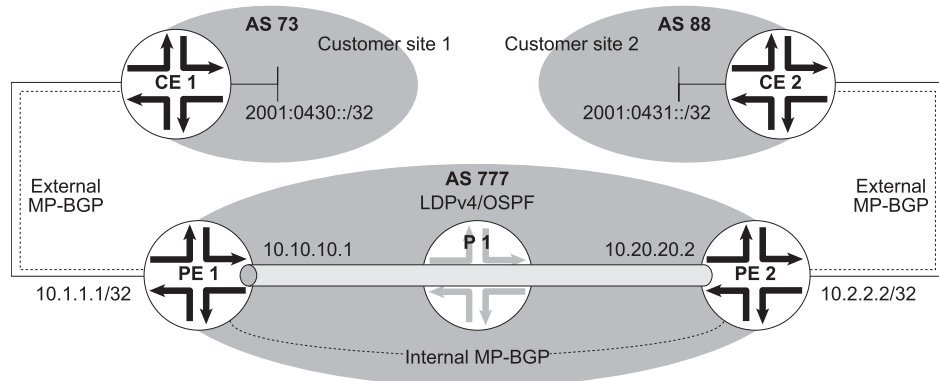 AS 73
AS 88
Customer site 1
Customer site 2
CE 1
CE 2
2001:0430::/32
2001:0431::/32
External
MP-BGP
External
MP-BGP
AS 777
LDPv4/OSPF
10.10.10.1
P 1
10.20.20.2
PE 1
PE 2
10.1.1.1/32
10.2.2.2/32
Internal MP-BGP